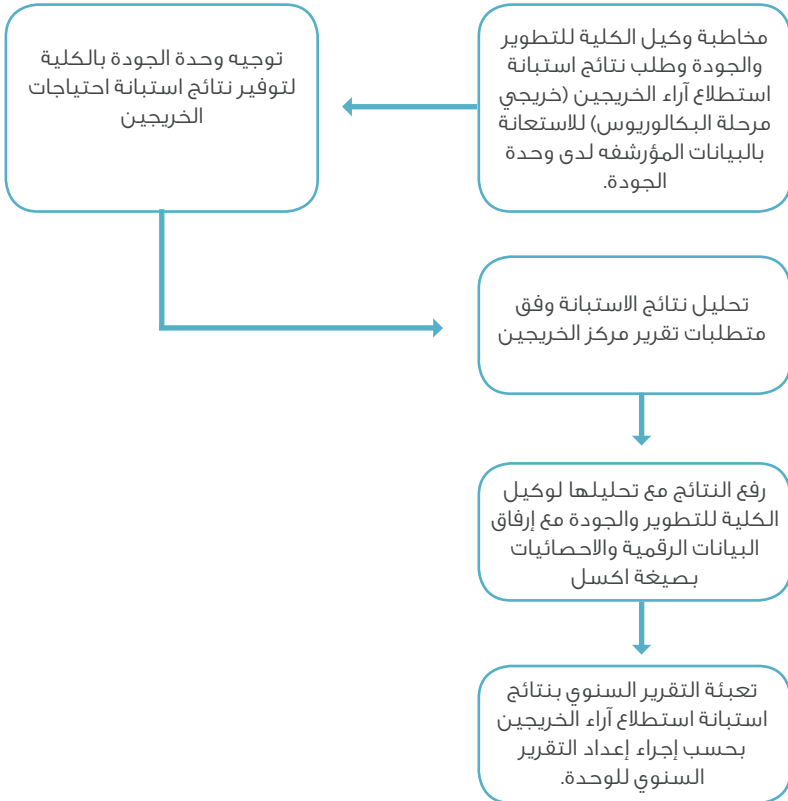 مخاطبة وكيل الكلية للتطوير
والجودة وطلب نتائج استبانة
استطلاع آراء الخريجين (خريجي
مرحلة البكالوريوس) للاستعانة
بالبيانات المؤرشفه لدى وحدة
الجودة.
توجيه وحدة الجودة بالكلية
لتوفير نتائج استبانة احتياجات
الخريجين
تحليل نتائج الاستبانة وفق
متطلبات تقرير مركز الخريجين
رفع النتائج مع تحليلها لوكيل
الكلية للتطوير والجودة مع إرفاق
البيانات الرقمية والاحصائيات
بصيغة اكسل
تعبئة التقرير السنوي بنتائج
استبانة استطلاع آراء الخريجين
بحسب إجراء إعداد التقرير
السنوي للوحدة.